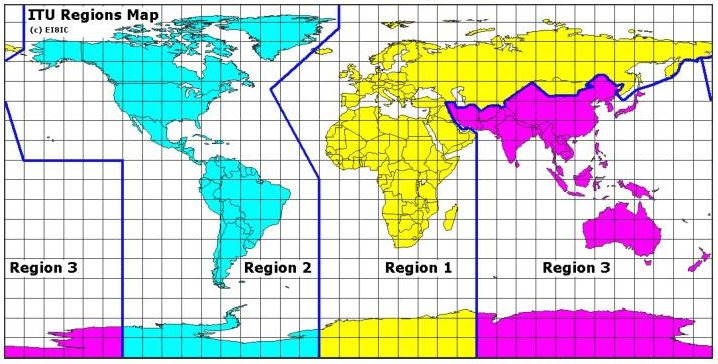 ITU Regions Map
(c) EI8IC
Region 3
Region 2
Region 1
Region 3